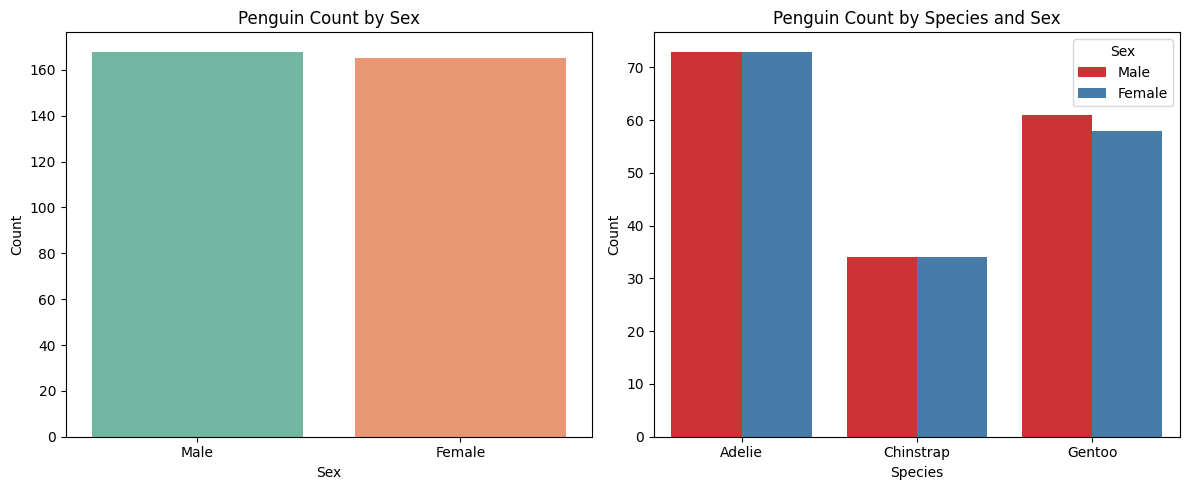 Penguin Count by Sex
Count
160
140
120
100
80
60
40
20
0
Male
Female
Sex
Penguin Count by Species and Sex
Count
70
60
50
40
30
20
10
0
Sex
Male
Female
Adelie
Chinstrap
Gentoo
Species